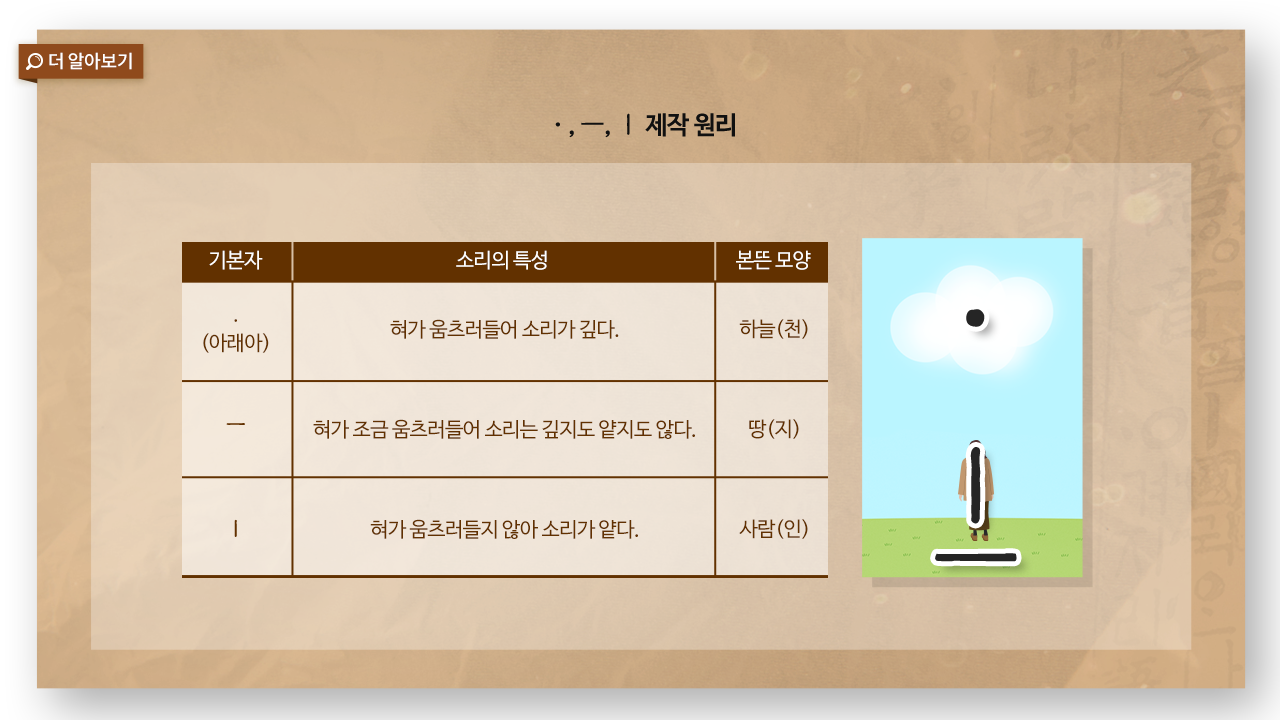 더 알아보기
· , ㅡ, ㅣ 제작 원리
기본자 소리의 특성 본뜬 모양
·
(아래아)
혀가 움츠러들어 소리가 깊다.
하늘(천)
ㅡ
혀가 조금 움츠러들어 소리는 깊지도 얕지도 않다.
땅(지)
ㅣ
혀가 움츠러들지 않아 소리가 얕다.
사람(인)
·
ㅣ
ㅡ